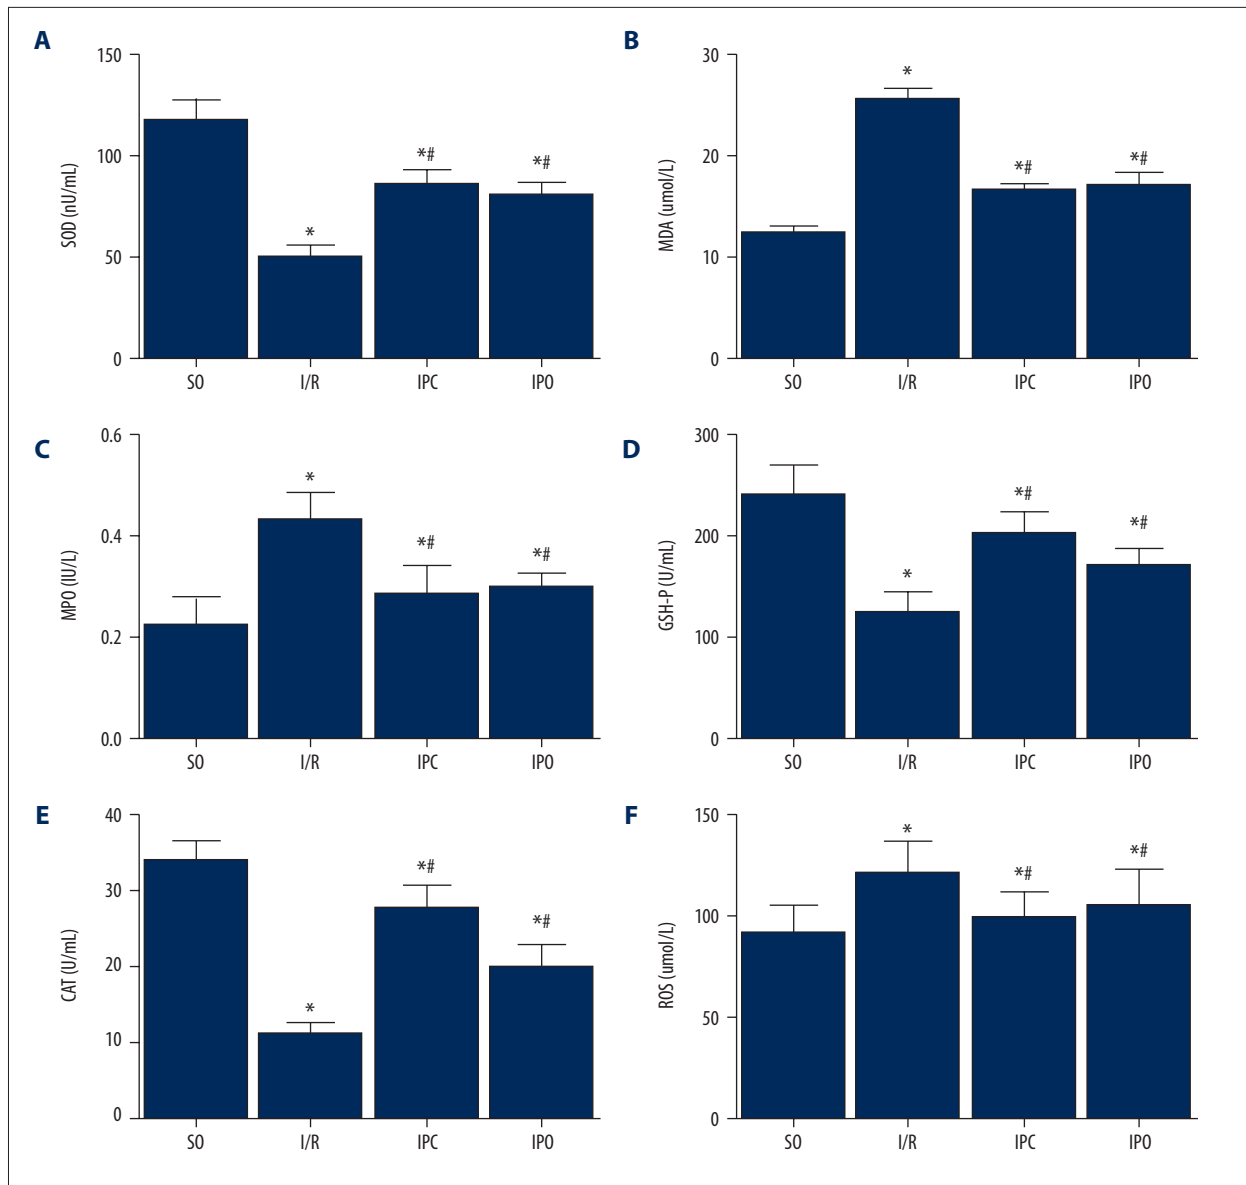 A
SOD (nU/mL)
150
100
50
0
*
*#
*#
SO I/R IPC IPO
B
MDA (umol/L)
30
20
10
0
*
*#
*#
SO I/R IPC IPO
C
MPO (IU/L)
0.6
0.4
0.2
0.0
*
*#
*#
SO I/R IPC IPO
D
GSH-P (U/mL)
300
200
100
0
*
*#
*#
SO I/R IPC IPO
E
CAT (U/mL)
40
30
20
10
0
*
*#
*#
SO I/R IPC IPO
F
ROS (umol/L)
150
100
50
0
*
*#
*#
SO I/R IPC IPO